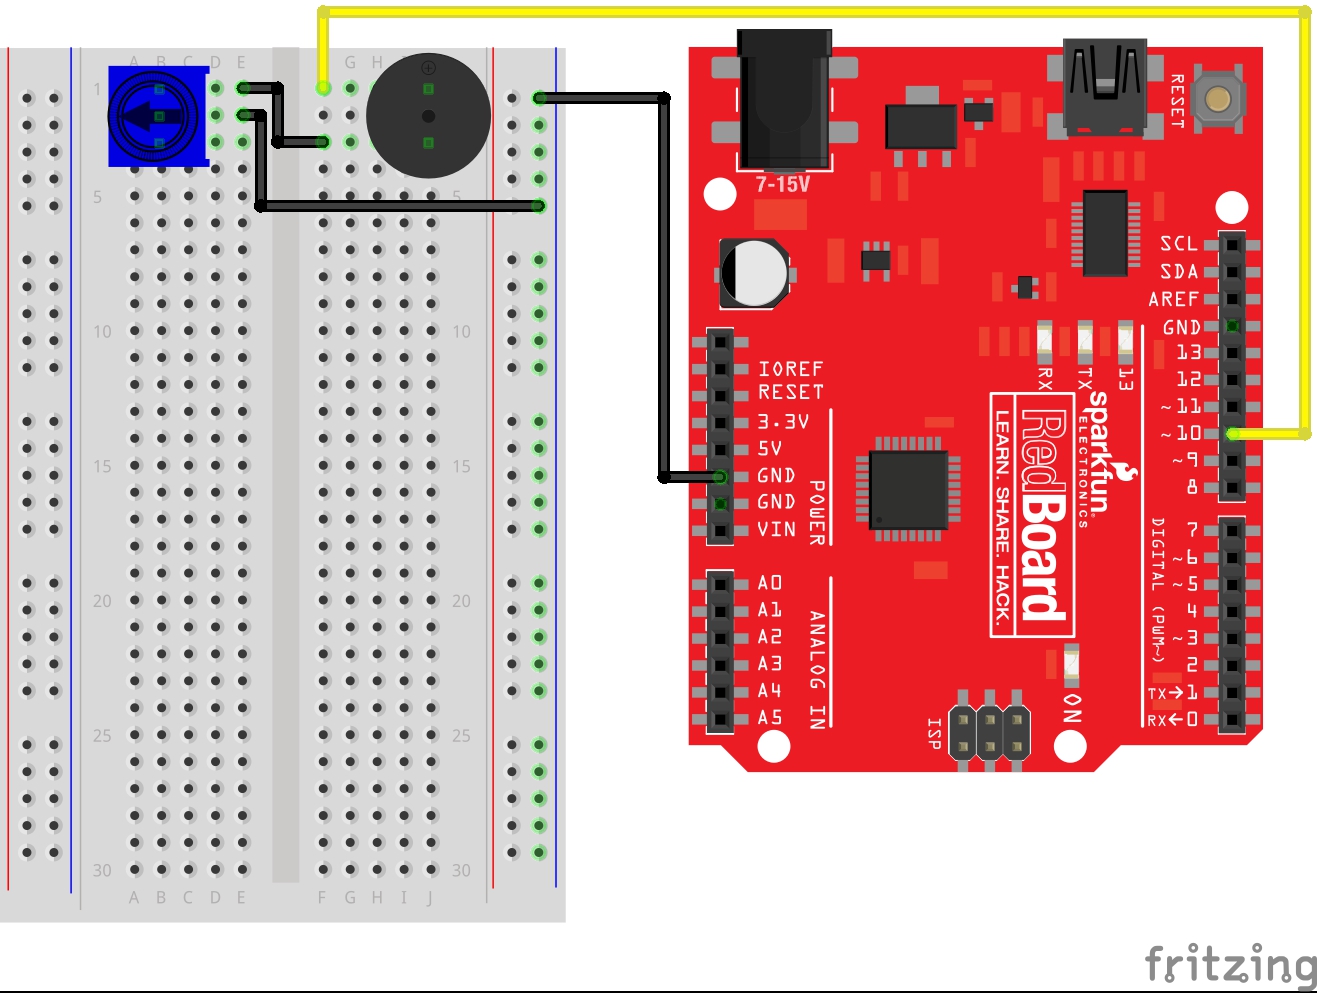 A B C D E G H
1
5 5
10 10
15 15
20 20
25 25
30 30
A B C D E F G H I J
7-15V
RESET
SCL
SDA
AREF
GND
13
12
~11
~10
~9
8
IOREF
RESET
3.3V
5V
GND
GND
VIN
POWER
A0
A1
A2
A3
A4
A5
ANALOG IN
RX
TX
13
sparkfun
ELECTRONICS
RedBoard
LEARN. SHARE. HACK.
DIGITAL (PWM~)
7
~6
~5
4
~3
2
TX→1
RX←0
ISP
ON
fritzing